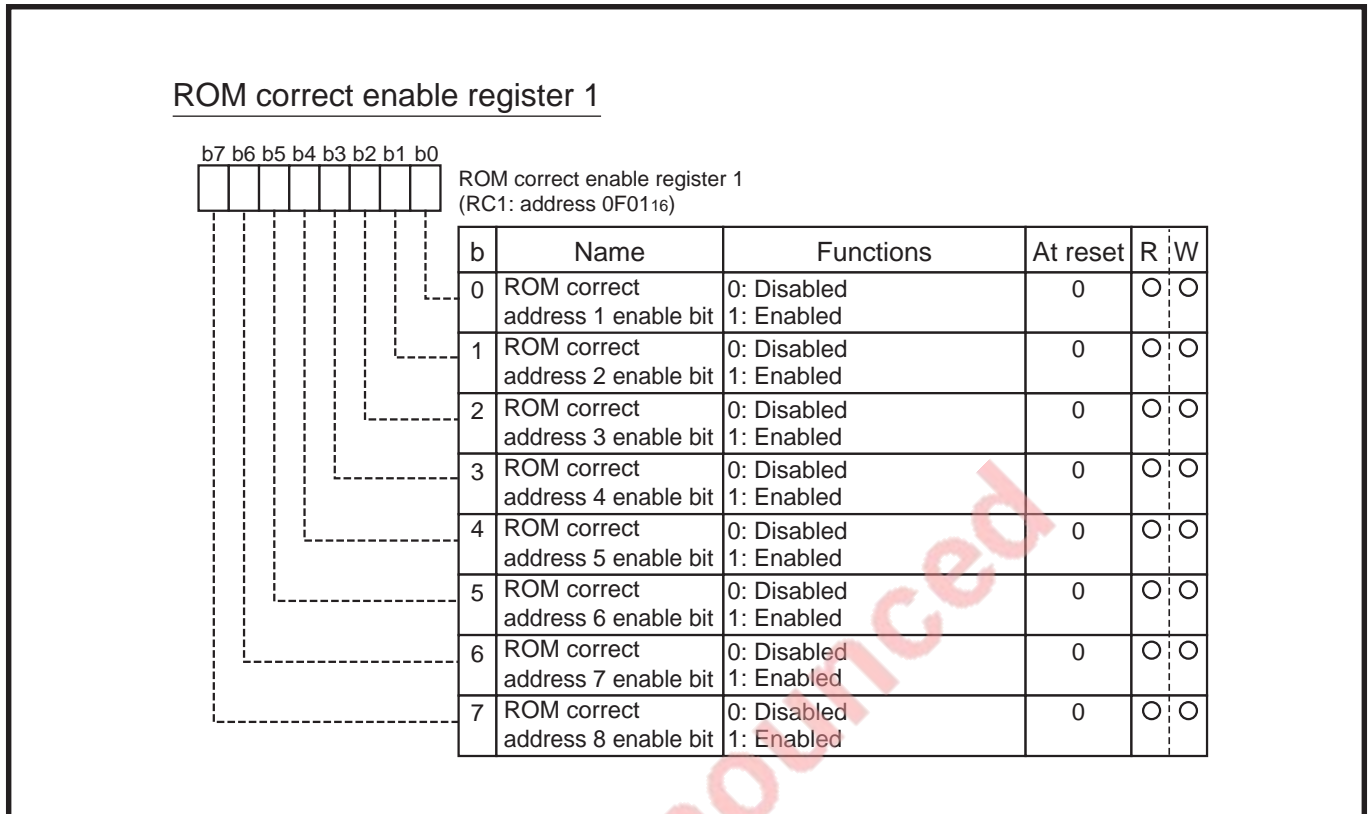 ROM correct enable register 1
b7 b6 b5 b4 b3 b2 b1 b0
ROM correct enable register 1
(RC1: address 0F0116)
b Name Functions At reset R W
0 ROM correct 0: Disabled 0 O O
address 1 enable bit 1: Enabled
1 ROM correct 0: Disabled 0 O O
address 2 enable bit 1: Enabled
2 ROM correct 0: Disabled 0 O O
address 3 enable bit 1: Enabled
3 ROM correct 0: Disabled 0 O O
address 4 enable bit 1: Enabled
4 ROM correct 0: Disabled 0 O O
address 5 enable bit 1: Enabled
5 ROM correct 0: Disabled 0 O O
address 6 enable bit 1: Enabled
6 ROM correct 0: Disabled 0 O O
address 7 enable bit 1: Enabled
7 ROM correct 0: Disabled 0 O O
address 8 enable bit 1: Enabled
ounced